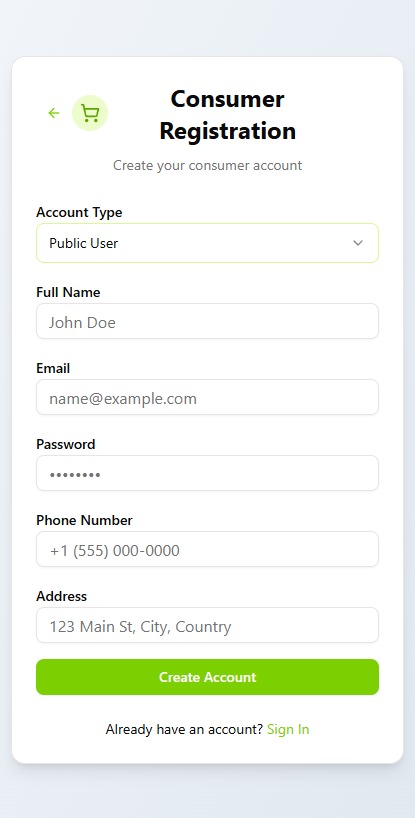 Consumer
Registration
Create your consumer account
Account Type
Public User
Full Name
John Doe
Email
name@example.com
Password
••••••••
Phone Number
+1 (555) 000-0000
Address
123 Main St, City, Country
Create Account
Already have an account? Sign In